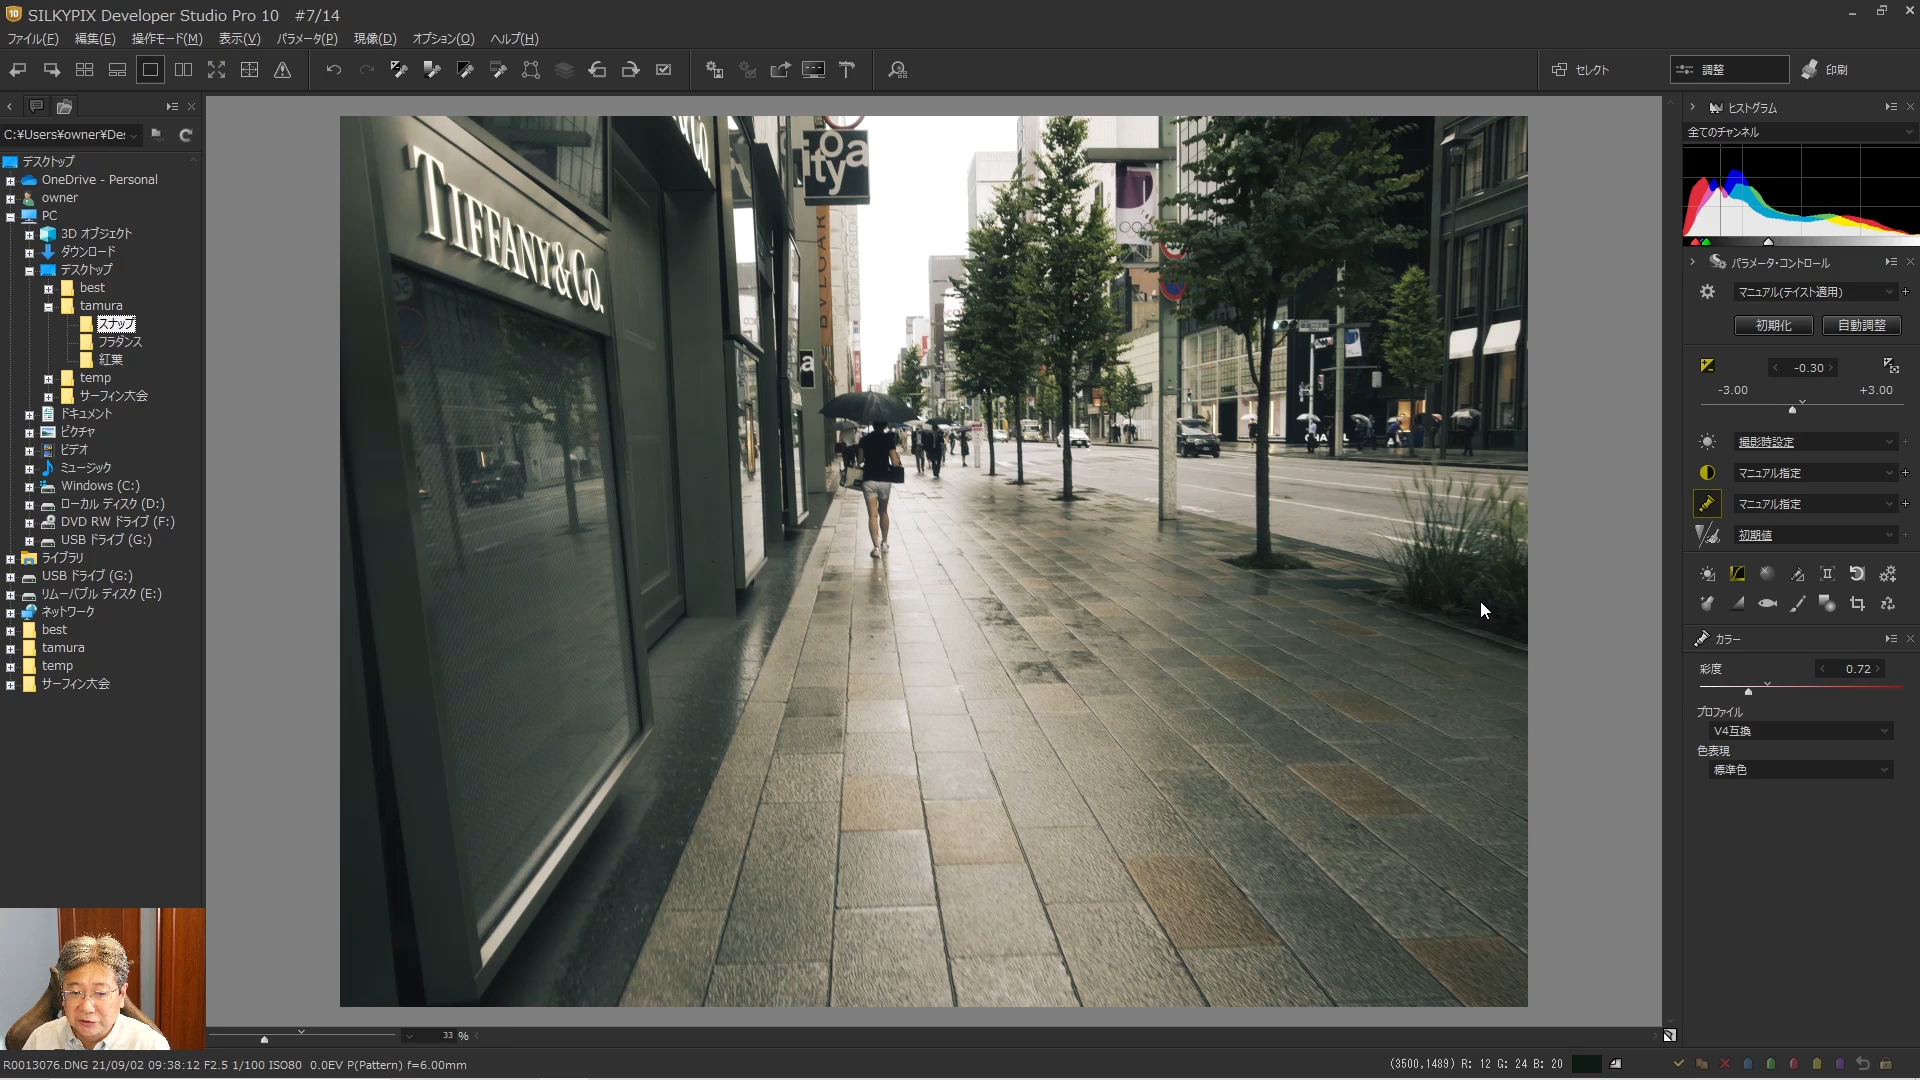 SILKYPIX Developer Studio Pro 10 #7/14
ファイル(F) 編集(E) 操作モード(M) 表示(V) パラメータ(P) 現像(D) オプション(O) ヘルプ(H)
セレクト
調整
印刷
C:¥Users¥owner¥De
デスクトップ
OneDrive - Personal
owner
PC
3D オブジェクト
ダウンロード
デスクトップ
best
tamura
スナップ
フラダンス
紅葉
temp
サーフィン大会
ドキュメント
ピクチャ
ビデオ
ミュージック
Windows (C:)
ローカル ディスク (D:)
DVD RW ドライブ (F:)
USB ドライブ (G:)
ライブラリ
USB ドライブ (G:)
リムーバブル ディスク (E:)
ネットワーク
best
tamura
temp
サーフィン大会
TIFFANY&CO.
& Co.
BVLGARI
a
CHANEL
ヒストグラム
全てのチャンネル
パラメータ・コントロール
マニュアル(テイスト適用)
初期化 自動調整
-0.30
-3.00 +3.00
撮影時設定
マニュアル指定
マニュアル指定
初期値
カラー
彩度 0.72
プロファイル
V4互換
色表現
標準色
33 %
R0013076.DNG 21/09/02 09:38:12 F2.5 1/100 ISO80 0.0EV P(Pattern) f=6.00mm
(3500,1489) R: 12 G: 24 B: 20